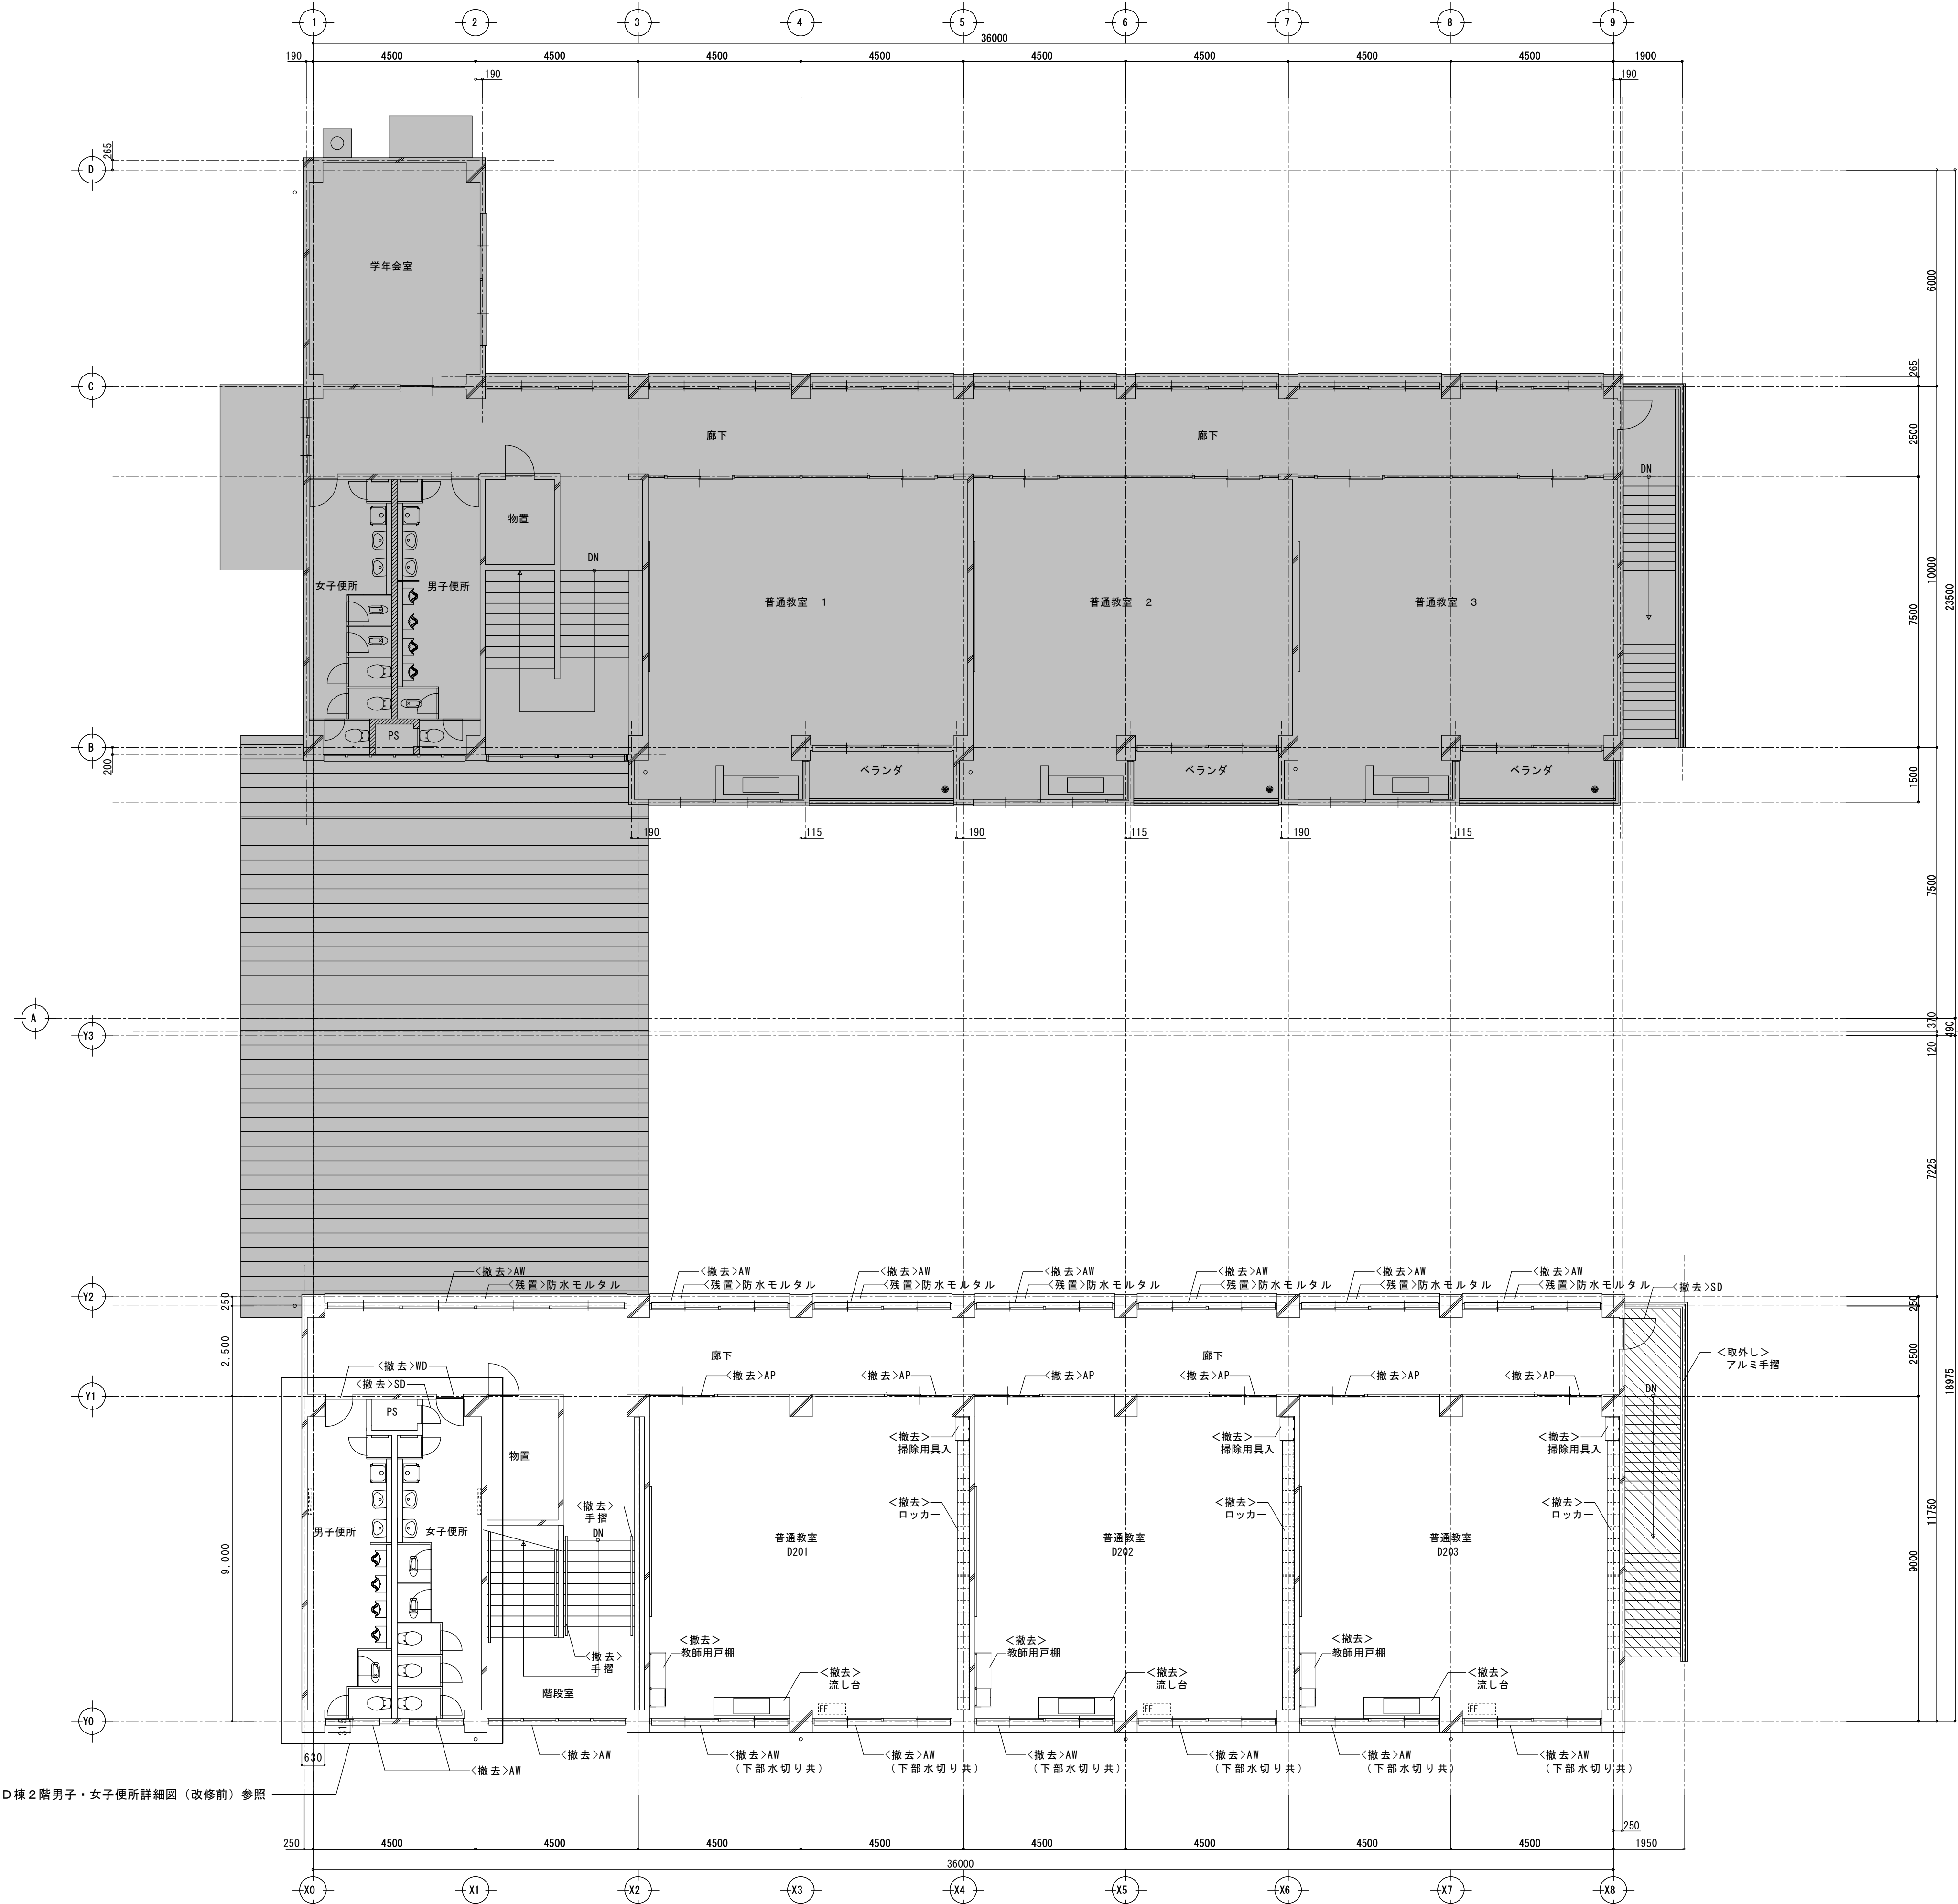 1 2 3 4 5 6 7 8 9
36000
190 4500 4500 4500 4500 4500 4500 4500 4500 1900
190 190
D
265
学年会室
6000
C
265
廊下 廊下
2500
DN
物置
DN
女子便所 男子便所
普通教室－１ 普通教室－２ 普通教室－３
10000
7500
23500
PS
B
200
ベランダ ベランダ ベランダ
1500
190 115 190 115 190 115
7500
A
370
490
Y3
120
7225
Y2
250
<撤去>AW <撤去>AW <撤去>AW <撤去>AW <撤去>AW <撤去>AW <撤去>AW
<残置>防水モルタル <残置>防水モルタル <残置>防水モルタル <残置>防水モルタル <残置>防水モルタル <残置>防水モルタル <残置>防水モルタル
<撤去>SD
250
2,500
廊下 廊下
<取外し>
アルミ手摺
2500
<撤去>WD
<撤去>SD
<撤去>AP <撤去>AP <撤去>AP <撤去>AP <撤去>AP <撤去>AP
Y1
DN
PS
18975
<撤去> <撤去> <撤去>
掃除用具入 掃除用具入 掃除用具入
物置
<撤去>
手摺
DN
<撤去> <撤去> <撤去>
ロッカー ロッカー ロッカー
11750
男子便所 女子便所
普通教室 普通教室 普通教室
D201 D202 D203
9,000
9000
<撤去> <撤去> <撤去>
教師用戸棚 教師用戸棚 教師用戸棚
<撤去>
手摺
<撤去> <撤去> <撤去>
流し台 流し台 流し台
階段室
FF FF FF
Y0
315
630
<撤去>AW
<撤去>AW
<撤去>AW <撤去>AW <撤去>AW <撤去>AW <撤去>AW <撤去>AW
(下部水切り共) (下部水切り共) (下部水切り共) (下部水切り共) (下部水切り共) (下部水切り共)
Ｄ棟２階男子・女子便所詳細図（改修前）参照
250
250 4500 4500 4500 4500 4500 4500 4500 4500 1950
36000
X0 X1 X2 X3 X4 X5 X6 X7 X8